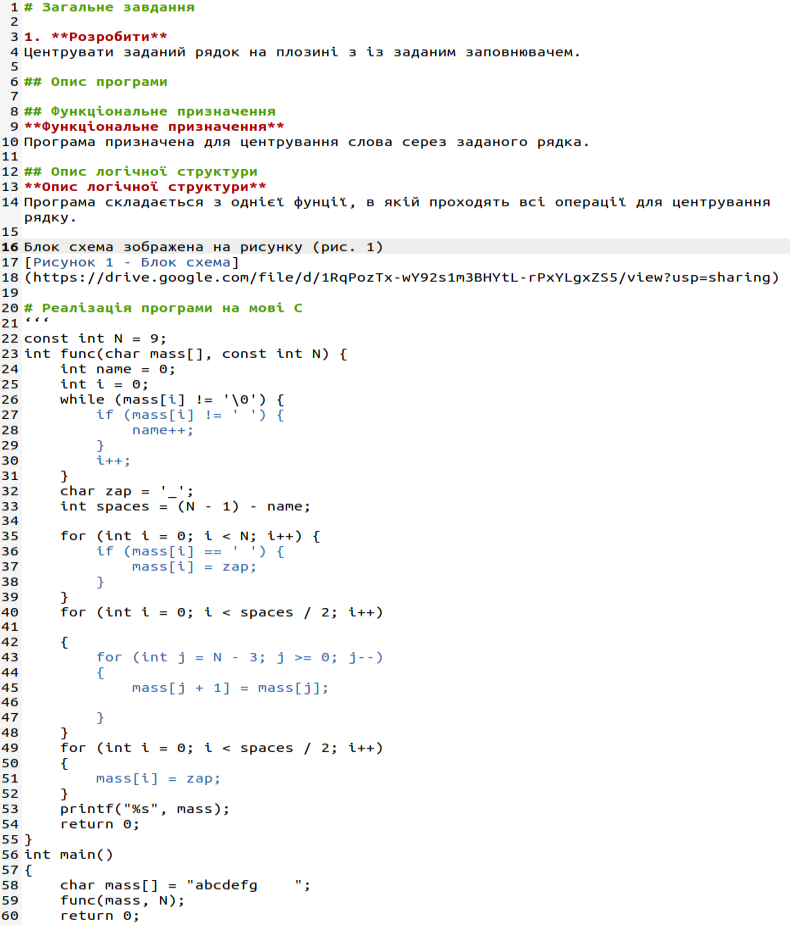 1 # Загальне завдання
2
3 1. **Розробити**
4 Центрувати заданий рядок на плозині з із заданим заповнювачем.
5
6 ## Опис програми
7
8 ## Функціональне призначення
9 **Функціональне призначення**
10 Програма призначена для центрування слова серез заданого рядка.
11
12 ## Опис логічної структури
13 **Опис логічної структури**
14 Програма складається з однієї фунції, в якій проходять всі операції для центрування
рядку.
15
16 Блок схема зображена на рисунку (рис. 1)
17 [Рисунок 1 - Блок схема]
18 (https://drive.google.com/file/d/1RqPozTx-wY92s1m3BHYtL-rPxYLgxZS5/view?usp=sharing)
19
20 # Реалізація програми на мові С
21 ‘‘‘
22 const int N = 9;
23 int func(char mass[], const int N) {
24     int name = 0;
25     int i = 0;
26     while (mass[i] != '\0') {
27         if (mass[i] != ' ') {
28             name++;
29         }
30         i++;
31     }
32     char zap = '_';
33     int spaces = (N - 1) - name;
34
35     for (int i = 0; i < N; i++) {
36         if (mass[i] == ' ') {
37             mass[i] = zap;
38         }
39     }
40     for (int i = 0; i < spaces / 2; i++)
41
42     {
43         for (int j = N - 3; j >= 0; j--)
44         {
45             mass[j + 1] = mass[j];
46
47         }
48     }
49     for (int i = 0; i < spaces / 2; i++)
50     {
51         mass[i] = zap;
52     }
53     printf("%s", mass);
54     return 0;
55 }
56 int main()
57 {
58     char mass[] = "abcdefg    ";
59     func(mass, N);
60     return 0;